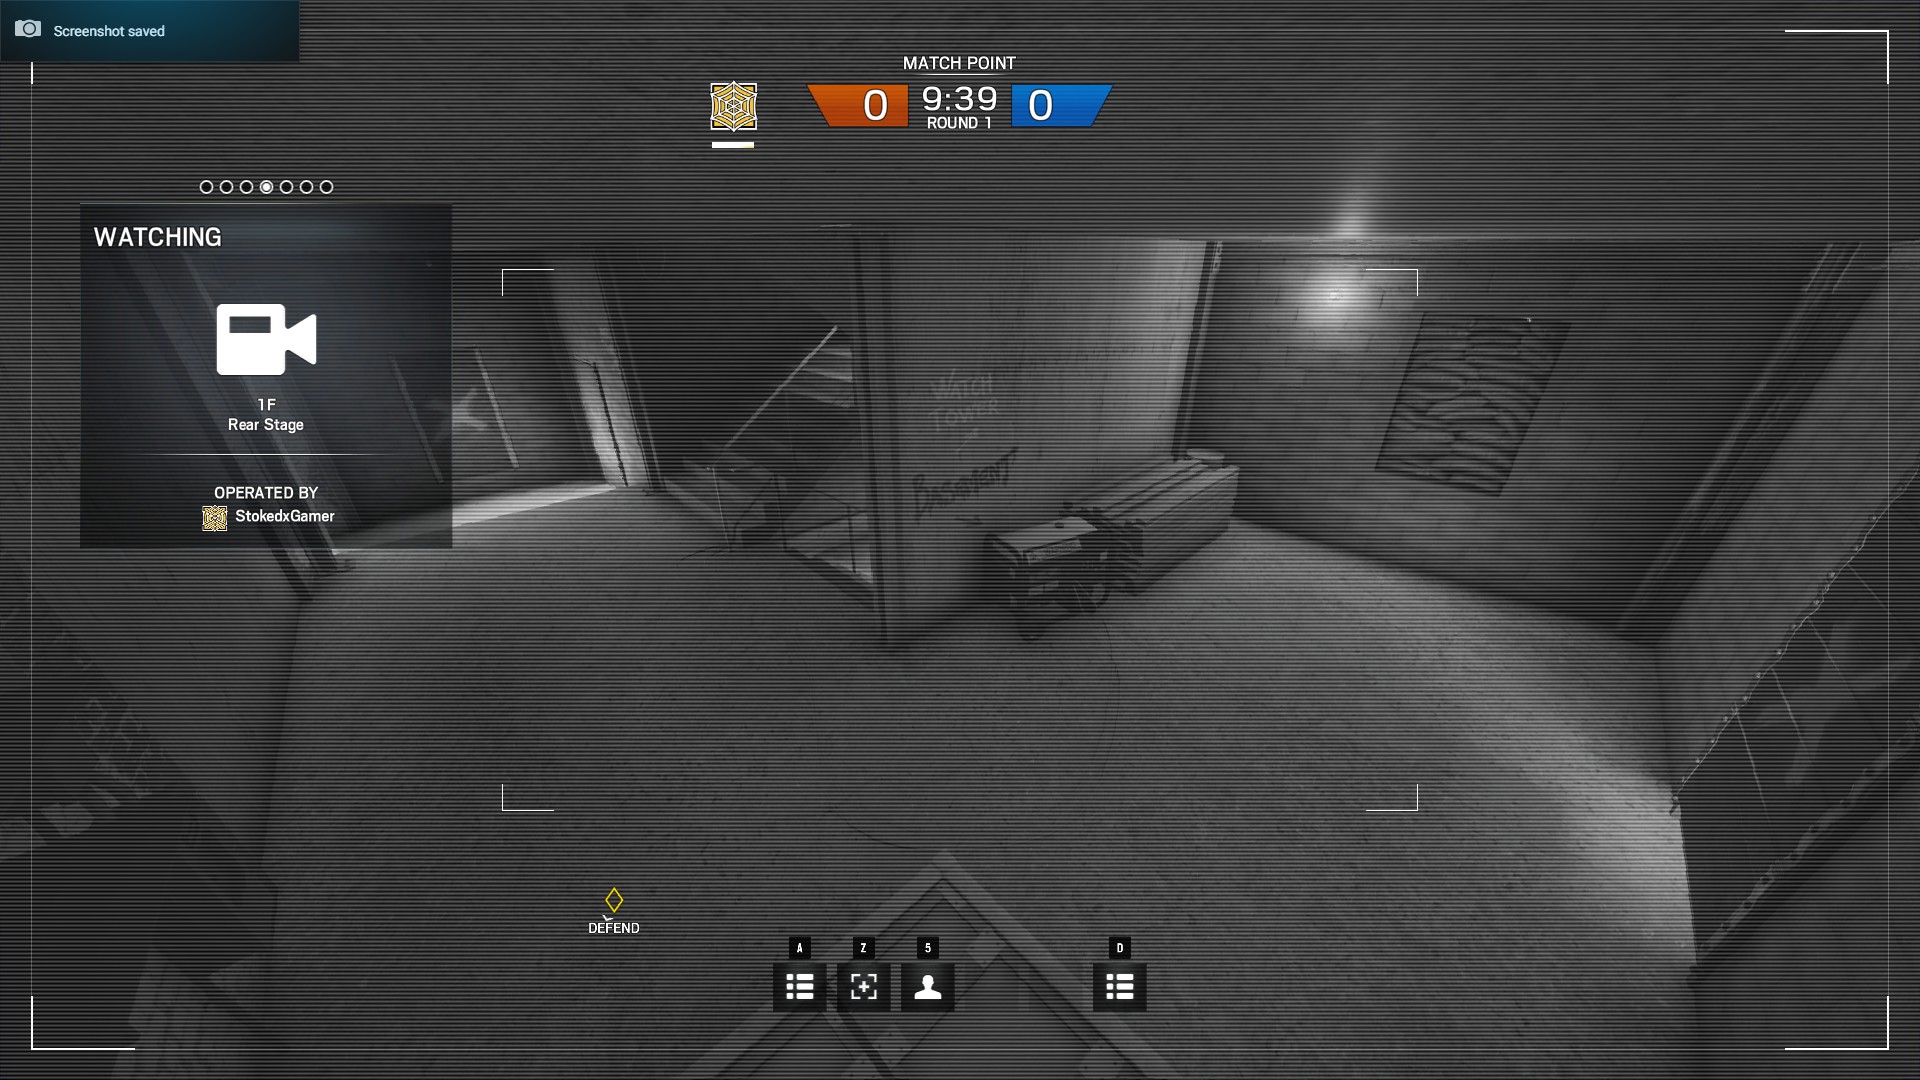 Screenshot saved
MATCH POINT
0 9:39 0
ROUND 1
WATCHING
1F
Rear Stage
OPERATED BY
StokedxGamer
WATCH
TOWER
BASEMENT
DEFEND
A Z 5 D